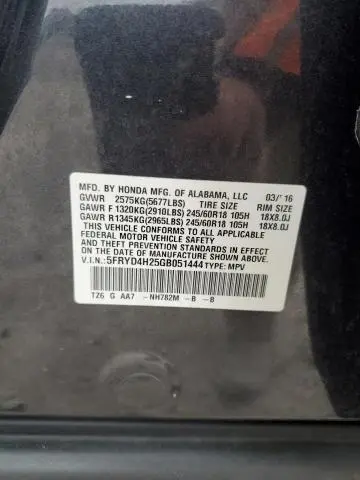 MFD. BY HONDA MFG. OF ALABAMA, LLC 03/'16
GVWR 2575KG(5677LBS) TIRE SIZE RIM SIZE
GAWR F 1320KG(2910LBS) 245/60R18 105H 18X8.0J
GAWR R1345KG(2965LBS) 245/60R18 105H 18X8.0J
THIS VEHICLE CONFORMS TO ALL APPLICABLE
FEDERAL MOTOR VEHICLE SAFETY AND
THEFT PREVENTION STANDARDS IN EFFECT
ON THE DATE OF MANUFACTURE SHOWN ABOVE.
V.I.N.:5FRYD4H25GB051444 TYPE: MPV
TZ6 G AA7 -NH782M -B -B